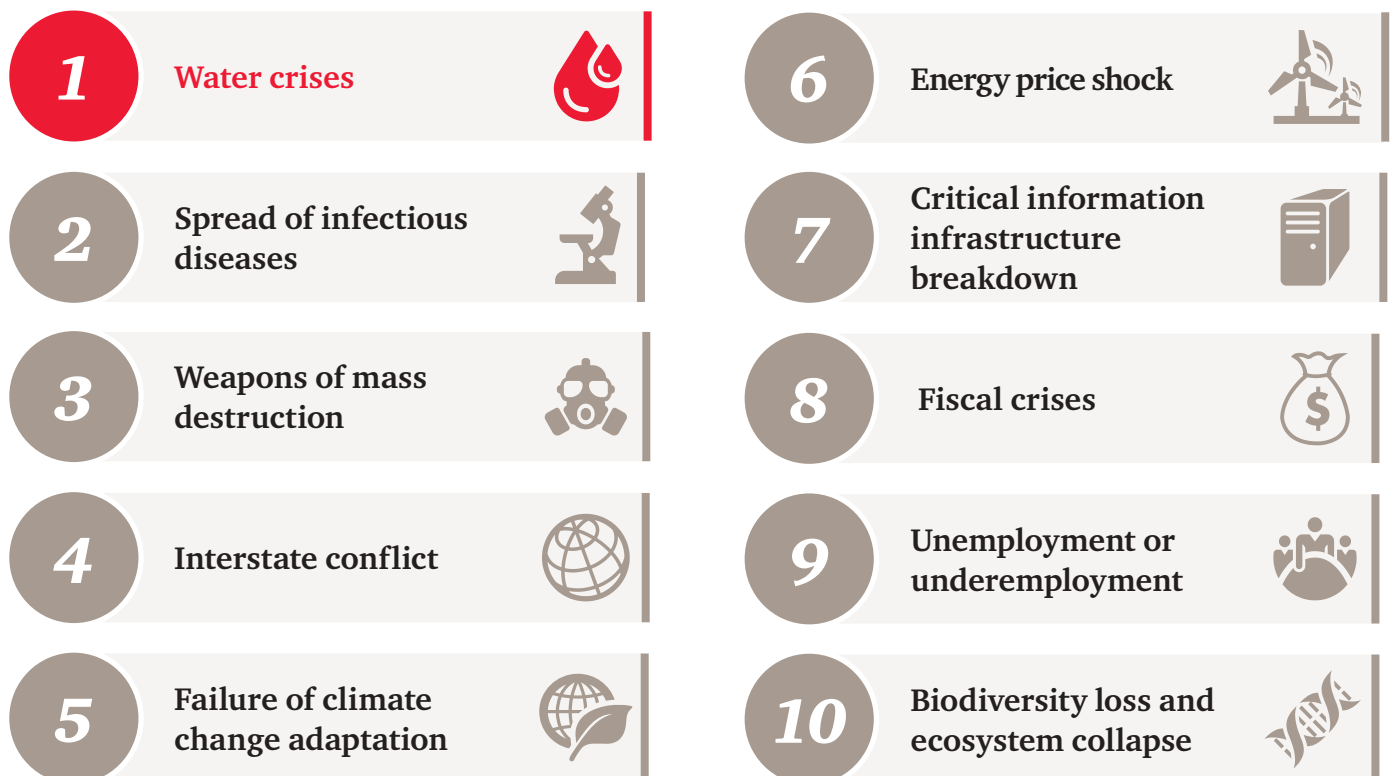 1
Water crises
2
Spread of infectious
diseases
3
Weapons of mass
destruction
4
Interstate conflict
5
Failure of climate
change adaptation
6
Energy price shock
7
Critical information
infrastructure
breakdown
8
Fiscal crises
$
9
Unemployment or
underemployment
10
Biodiversity loss and
ecosystem collapse